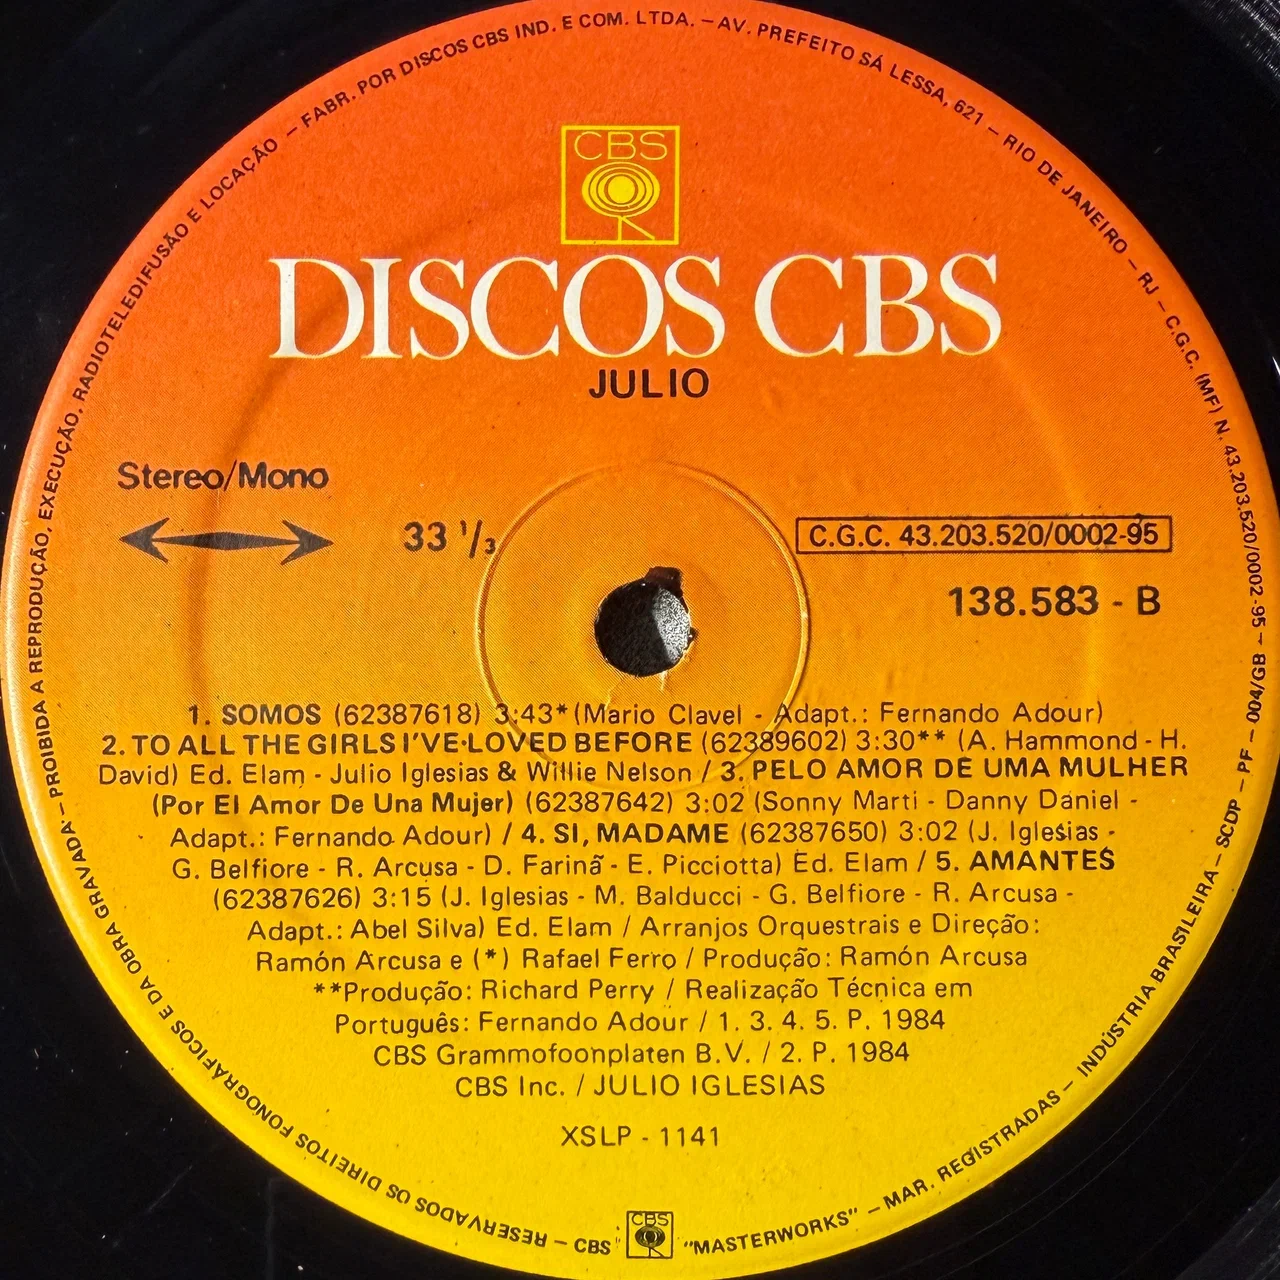 FABR. POR DISCOS CBS IND. E COM. LTDA. — AV. PREFEITO SÁ LESSA, 621 — RIO DE JANEIRO — RJ — C.G.C. (MF) N. 43.203.520/0002-95 — GB — 004/GB — PF — SCDP — INDÚSTRIA BRASILEIRA —
CBS
DISCOS CBS
JULIO
Stereo/Mono
33 1/3
C.G.C. 43.203.520/0002-95
138.583 - B
1. SOMOS (62387618) 3:43* (Mario Clavel - Adapt.: Fernando Adour)
2. TO ALL THE GIRLS I'VE LOVED BEFORE (62389602) 3:30** (A. Hammond - H.
David) Ed. Elam - Julio Iglesias & Willie Nelson / 3. PELO AMOR DE UMA MULHER
(Por El Amor De Una Mujer) (62387642) 3:02 (Sonny Marti - Danny Daniel -
Adapt.: Fernando Adour) / 4. SI, MADAME (62387650) 3:02 (J. Iglesias -
G. Belfiore - R. Arcusa - D. Farinã - E. Picciotta) Ed. Elam / 5. AMANTES
(62387626) 3:15 (J. Iglesias - M. Balducci - G. Belfiore - R. Arcusa -
Adapt.: Abel Silva) Ed. Elam / Arranjos Orquestrais e Direção:
Ramón Arcusa e (*) Rafael Ferro / Produção: Ramón Arcusa
**Produção: Richard Perry / Realização Técnica em
Português: Fernando Adour / 1. 3. 4. 5. P. 1984
CBS Grammofoonplaten B.V. / 2. P. 1984
CBS Inc. / JULIO IGLESIAS
XSLP - 1141
MAR. REGISTRADAS — "MASTERWORKS" CBS — CBS — RESERVADOS OS DIREITOS FONOGRÁFICOS E DA OBRA GRAVADA — PROIBIDA A REPRODUÇÃO, EXECUÇÃO, RADIOTELEDIFUSÃO E LOCAÇÃO —